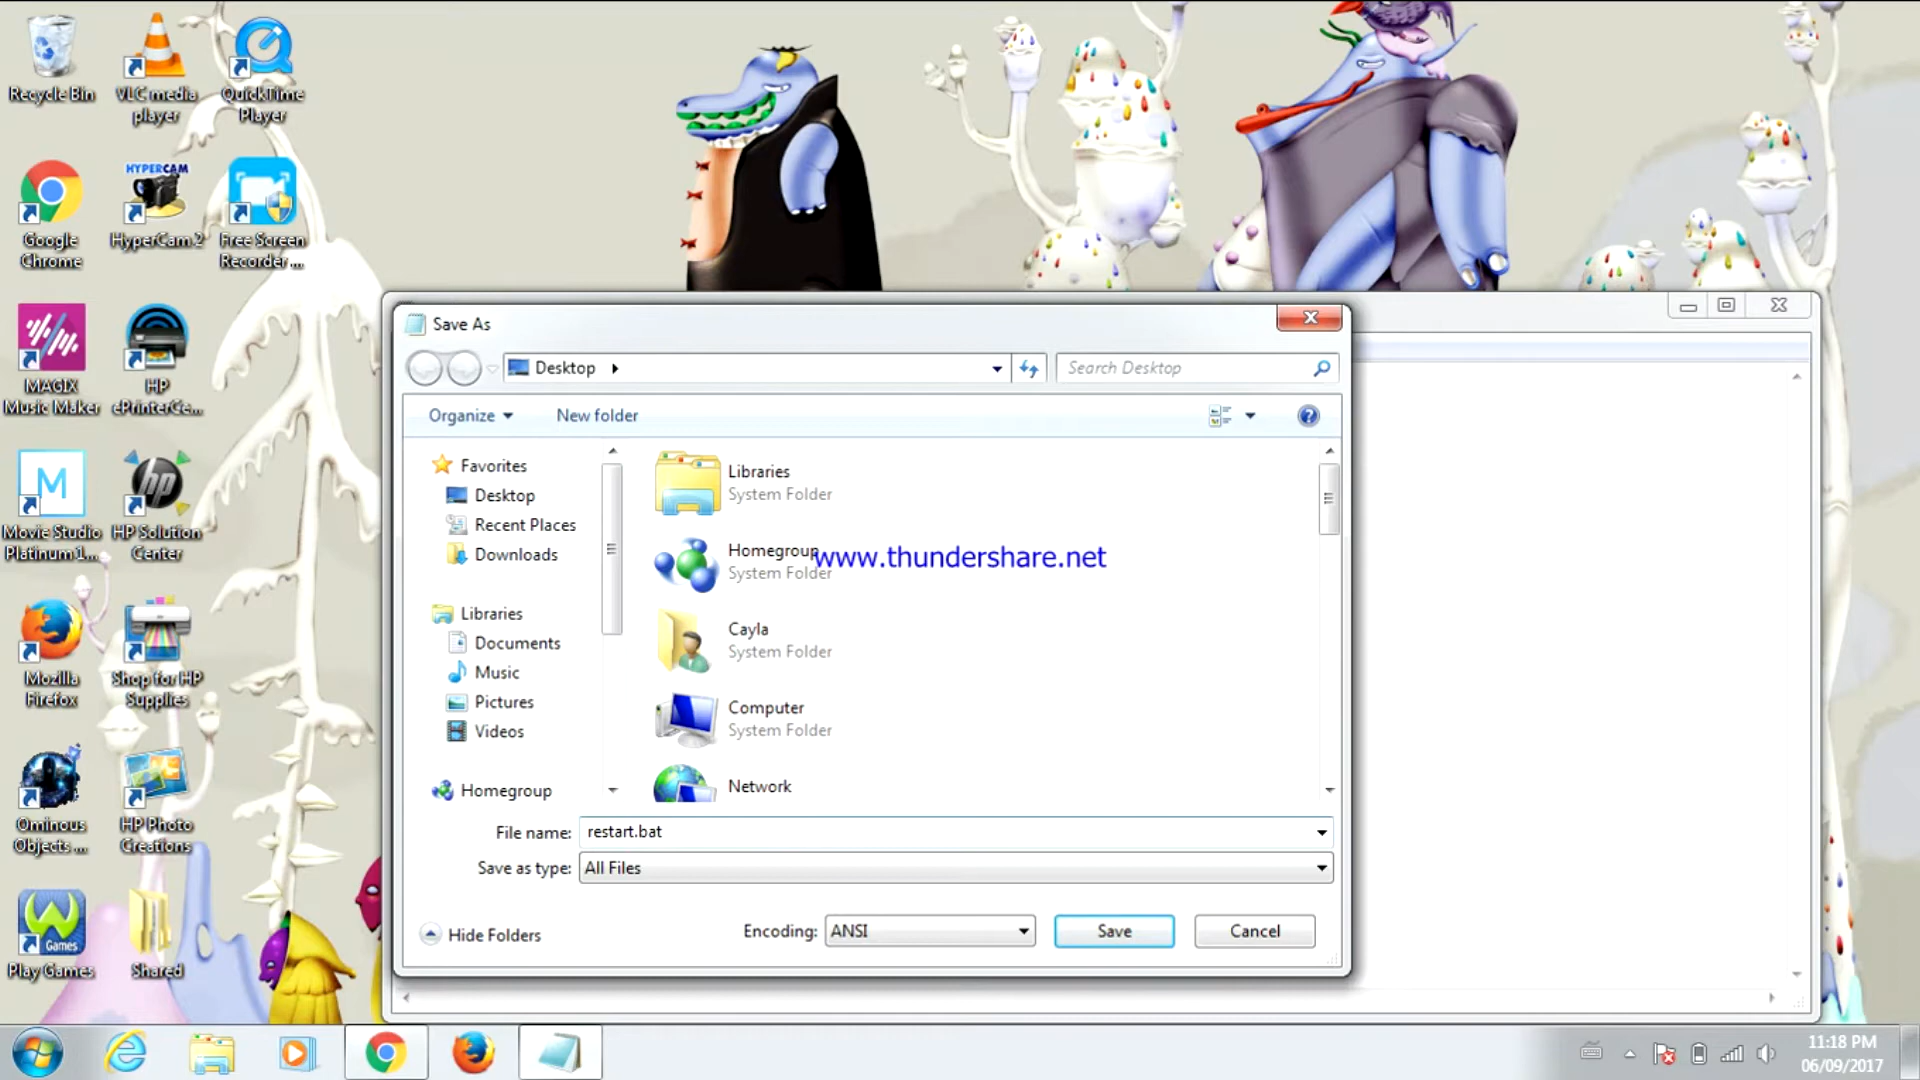 Recycle Bin
VLC media
player
QuickTime
Player
Google
Chrome
HYPERCAM
HyperCam 2
Free Screen
Recorder ...
MAGIX
Music Maker
HP
ePrinterCe...
M
Movie Studio
Platinum 1...
hp
HP Solution
Center
Mozilla
Firefox
Shop for HP
Supplies
Ominous
Objects ...
HP Photo
Creations
Games
Play Games
Shared
Save As
Desktop
Search Desktop
Organize
New folder
Favorites
Desktop
Recent Places
Downloads
Libraries
Documents
Music
Pictures
Videos
Homegroup
Libraries
System Folder
Homegroup
System Folder
www.thundershare.net
Cayla
System Folder
Computer
System Folder
Network
File name: restart.bat
Save as type: All Files
Hide Folders
Encoding: ANSI
Save
Cancel
11:18 PM
06/09/2017